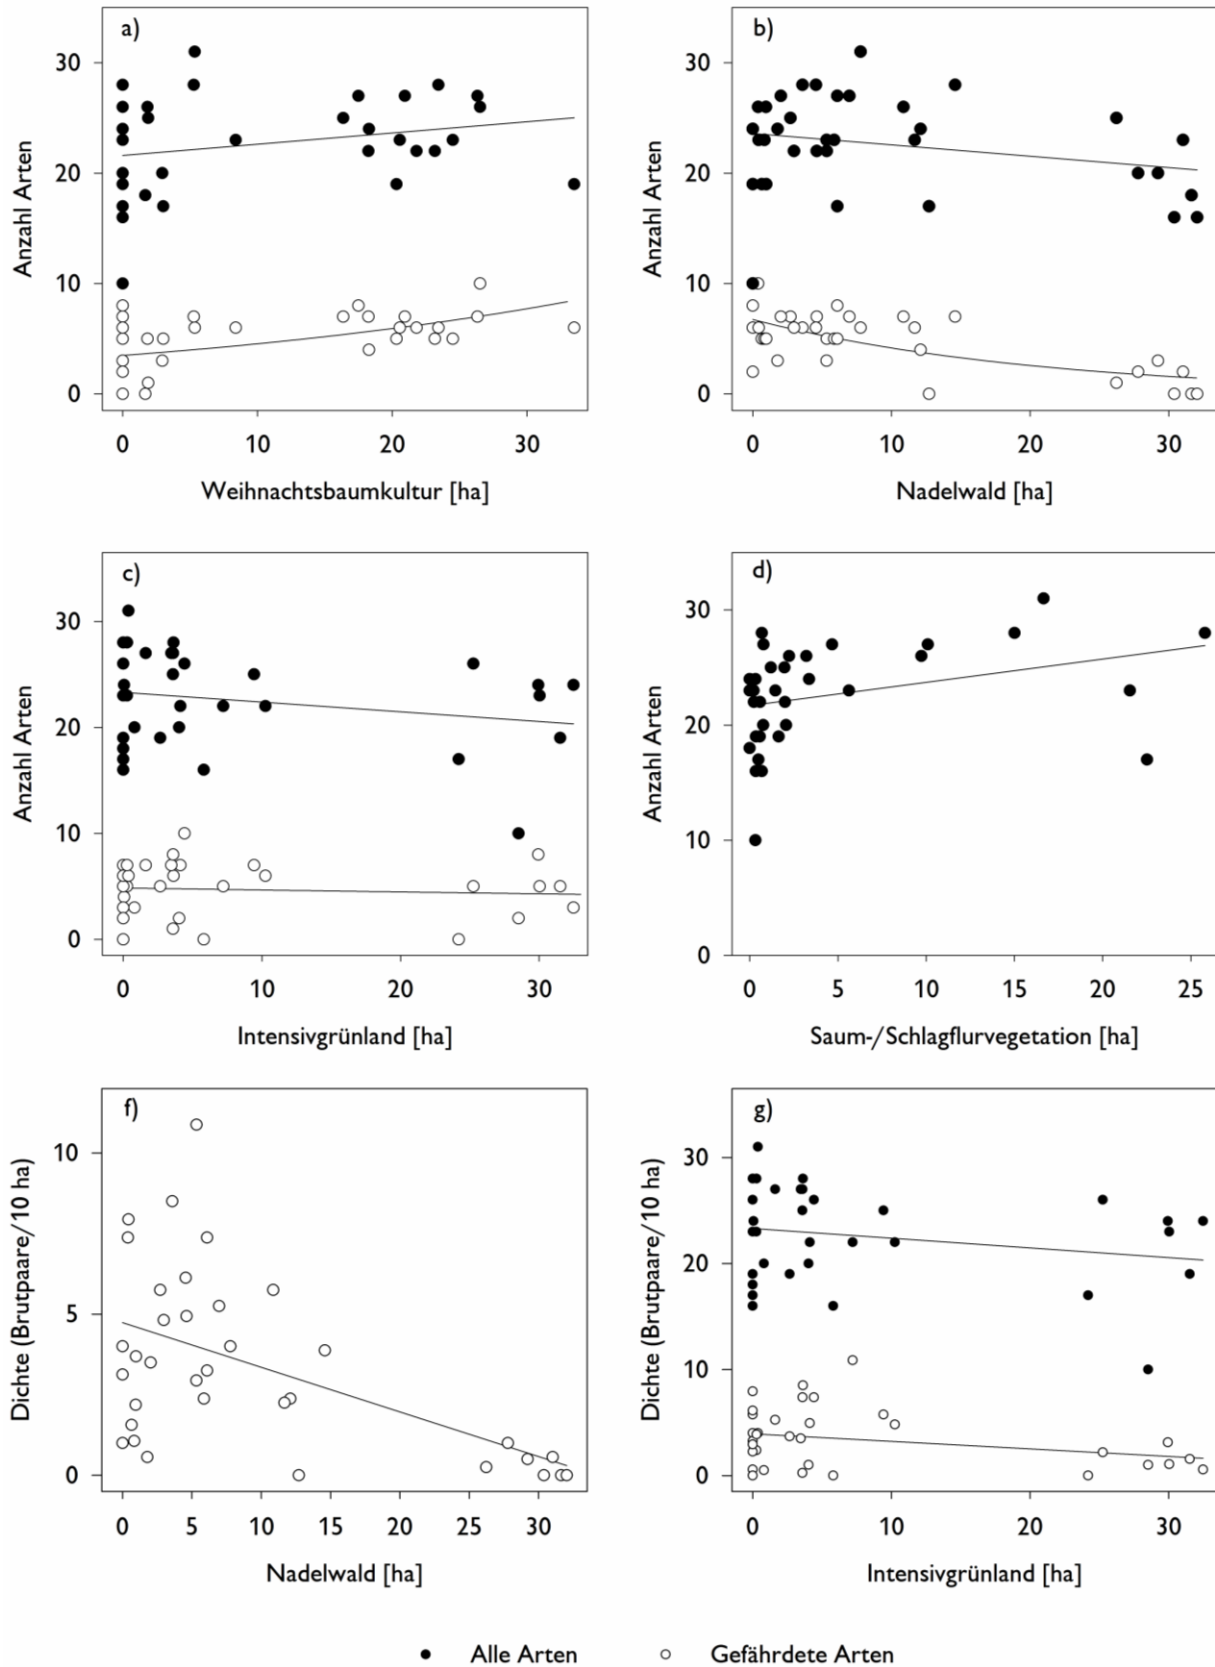 a)
30
20
10
0
Anzahl Arten
0 10 20 30
Weihnachtsbaumkultur [ha]
b)
30
20
10
0
Anzahl Arten
0 10 20 30
Nadelwald [ha]
c)
30
20
10
0
Anzahl Arten
0 10 20 30
Intensivgrünland [ha]
d)
30
20
10
0
Anzahl Arten
0 5 10 15 20 25
Saum-/Schlagflurvegetation [ha]
f)
10
5
0
Dichte (Brutpaare/10 ha)
0 5 10 15 20 25 30
Nadelwald [ha]
g)
30
20
10
0
Dichte (Brutpaare/10 ha)
0 10 20 30
Intensivgrünland [ha]
Alle Arten
Gefährdete Arten